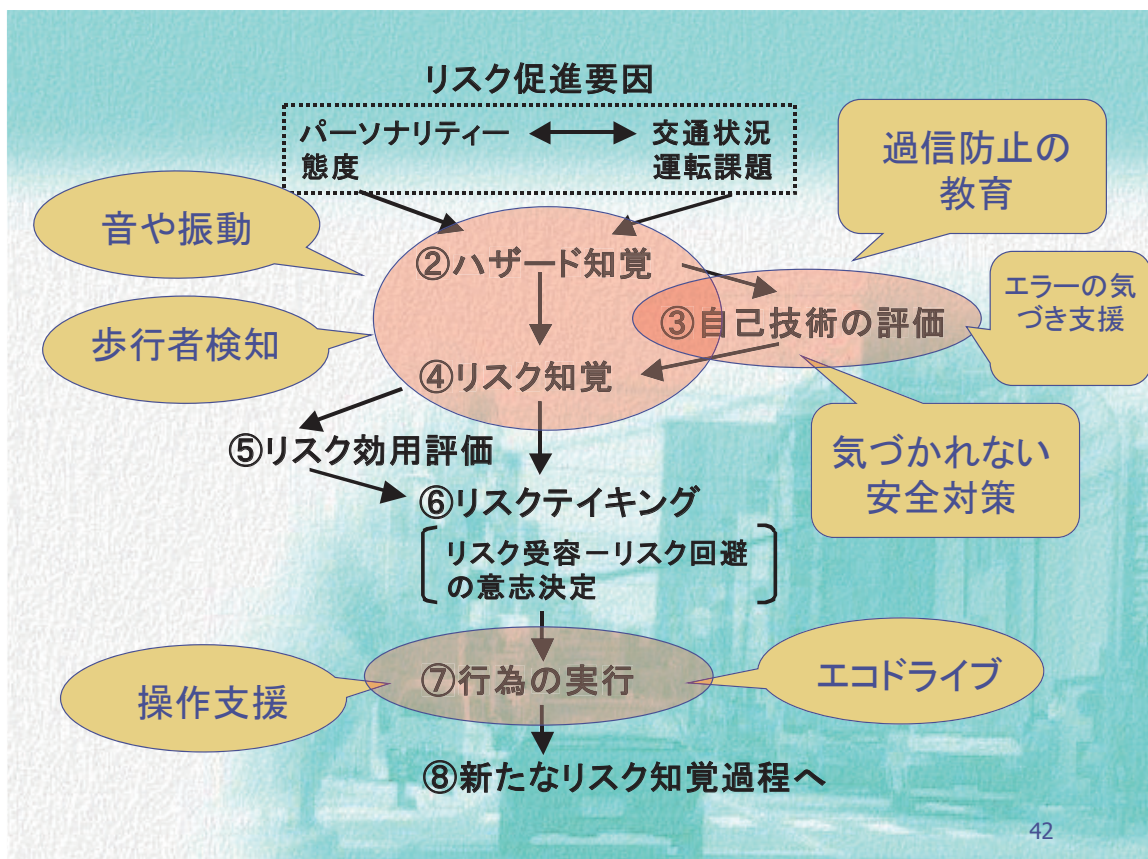 リスク促進要因
パーソナリティー
態度
交通状況
運転課題
過信防止の
教育
音や振動
②ハザード知覚
エラーの気
づき支援
③自己技術の評価
歩行者検知
④リスク知覚
⑤リスク効用評価
気づかれない
安全対策
⑥リスクテイキング
リスク受容－リスク回避
の意志決定
⑦行為の実行
操作支援
エコドライブ
⑧新たなリスク知覚過程へ
42